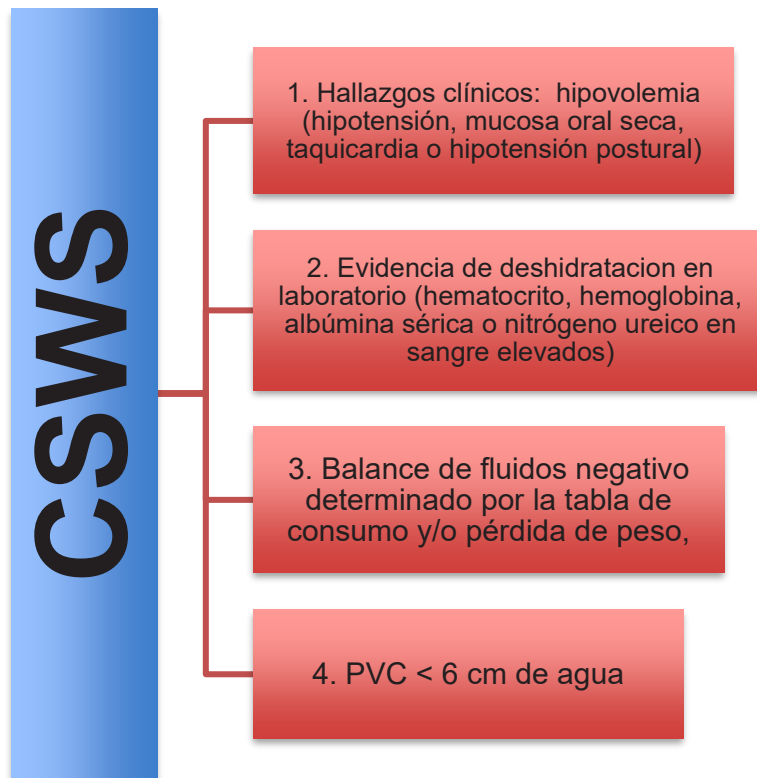 CSWS
1. Hallazgos clínicos: hipovolemia
(hipotensión, mucosa oral seca,
taquicardia o hipotensión postural)
2. Evidencia de deshidratacion en
laboratorio (hematocrito, hemoglobina,
albúmina sérica o nitrógeno ureico en
sangre elevados)
3. Balance de fluidos negativo
determinado por la tabla de
consumo y/o pérdida de peso,
4. PVC < 6 cm de agua